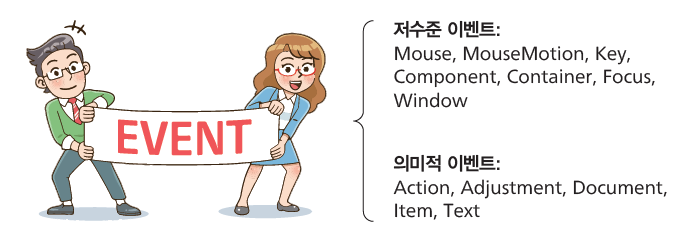 EVENT
저수준 이벤트:
Mouse, MouseMotion, Key,
Component, Container, Focus,
Window
의미적 이벤트:
Action, Adjustment, Document,
Item, Text